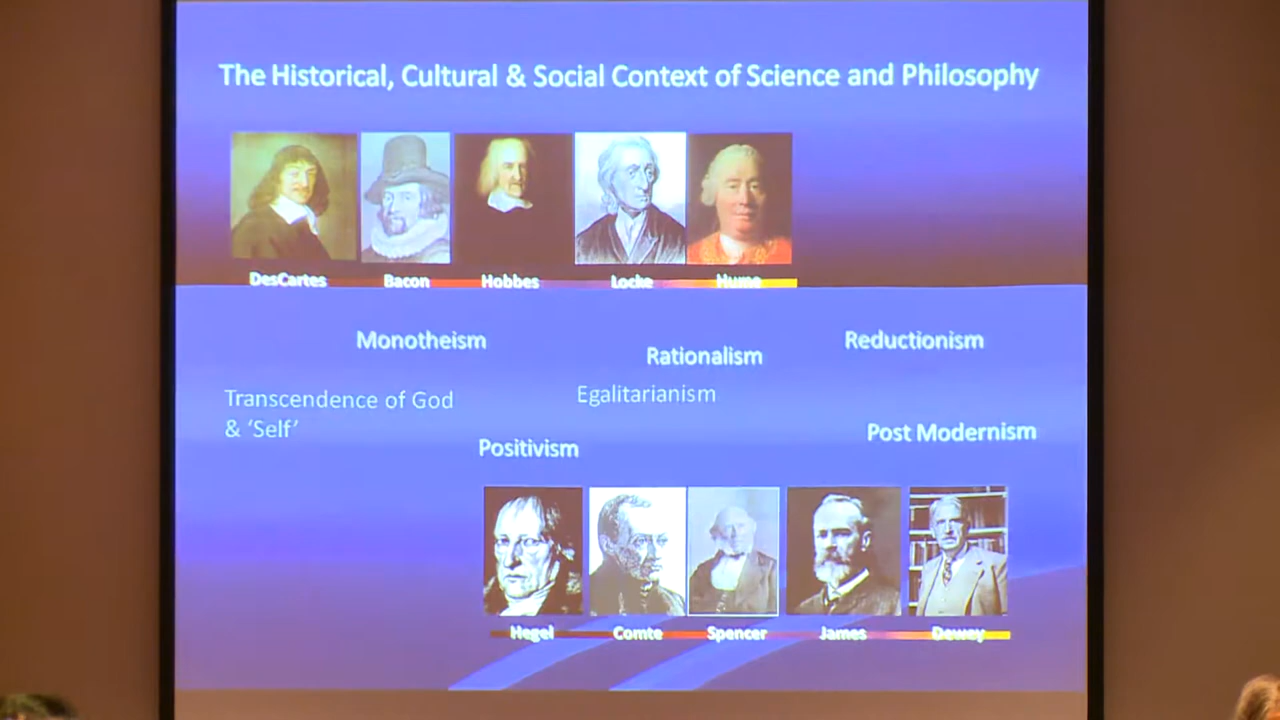 The Historical, Cultural & Social Context of Science and Philosophy
DesCartes Bacon Hobbes Locke Hume
Monotheism
Rationalism
Reductionism
Transcendence of God
& ‘Self’
Egalitarianism
Positivism
Post Modernism
Hegel Comte Spencer James Dewey